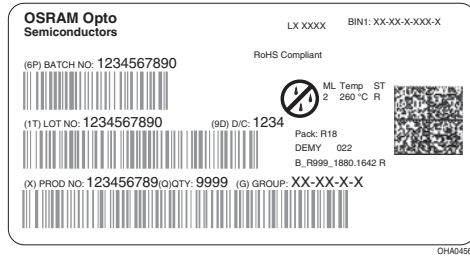 OSRAM Opto
Semiconductors
LX XXXX
BIN1: XX-XX-X-XXX-X
RoHS Compliant
(6P) BATCH NO: 1234567890
ML Temp ST
2 260 °C R
(1T) LOT NO: 1234567890
(9D) D/C: 1234
Pack: R18
DEMY 022
B_R999_1880.1642 R
(X) PROD NO: 123456789(Q)QTY: 9999 (G) GROUP: XX-XX-X-X
OHA0456